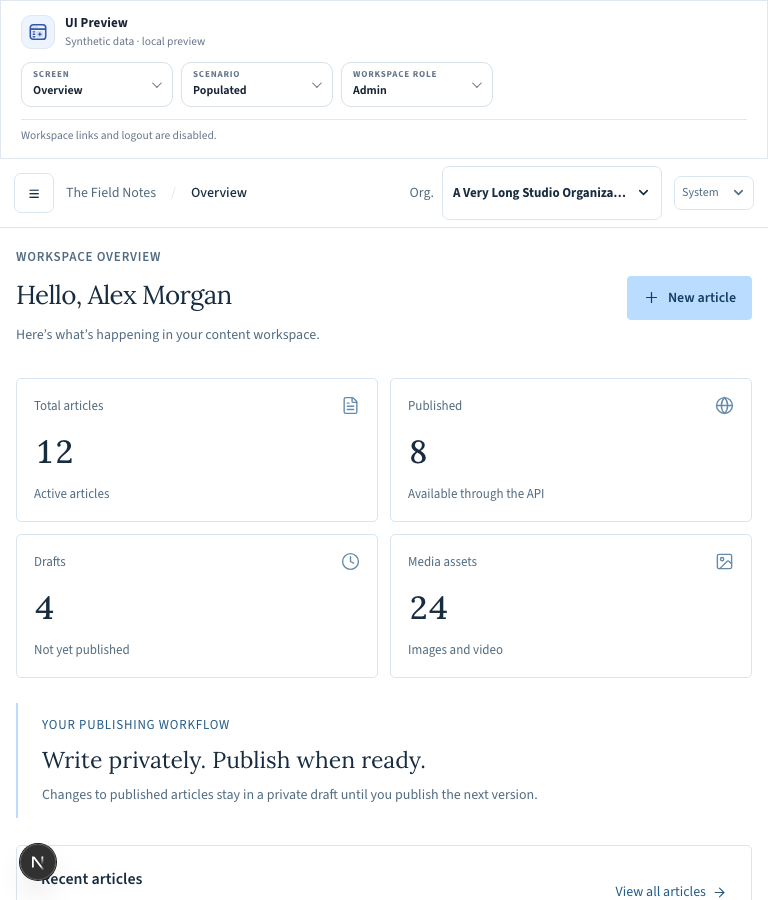 UI Preview
Synthetic data · local preview
SCREEN
Overview
SCENARIO
Populated
WORKSPACE ROLE
Admin
Workspace links and logout are disabled.
The Field Notes / Overview
Org.
A Very Long Studio Organiza...
System
WORKSPACE OVERVIEW
Hello, Alex Morgan
New article
Here's what's happening in your content workspace.
Total articles
12
Active articles
Published
8
Available through the API
Drafts
4
Not yet published
Media assets
24
Images and video
YOUR PUBLISHING WORKFLOW
Write privately. Publish when ready.
Changes to published articles stay in a private draft until you publish the next version.
N
Recent articles
View all articles